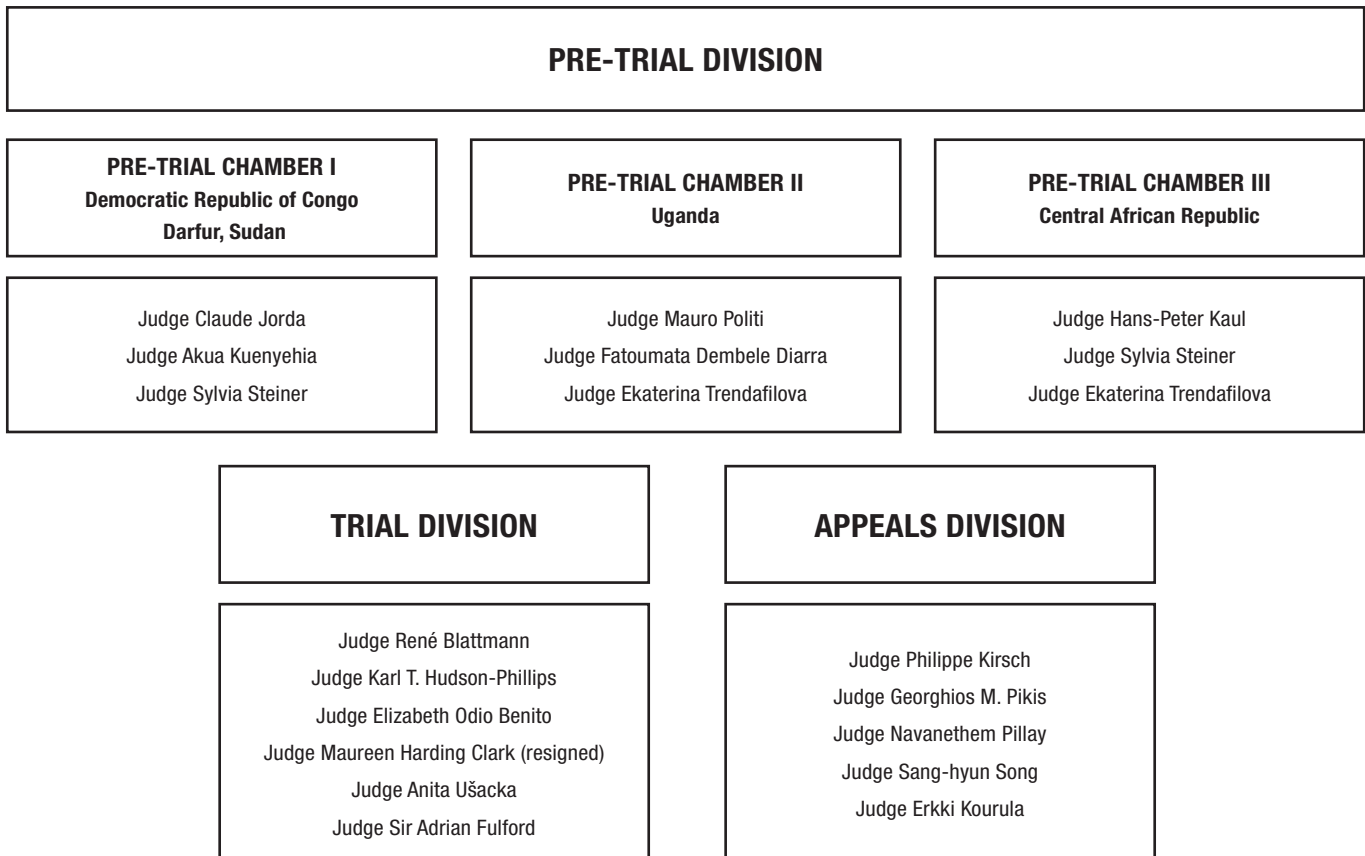 PRE-TRIAL DIVISION
PRE-TRIAL CHAMBER I
Democratic Republic of Congo
Darfur, Sudan
Judge Claude Jorda
Judge Akua Kuenyehia
Judge Sylvia Steiner
PRE-TRIAL CHAMBER II
Uganda
Judge Mauro Politi
Judge Fatoumata Dembele Diarra
Judge Ekaterina Trendafilova
PRE-TRIAL CHAMBER III
Central African Republic
Judge Hans-Peter Kaul
Judge Sylvia Steiner
Judge Ekaterina Trendafilova
TRIAL DIVISION
Judge René Blattmann
Judge Karl T. Hudson-Phillips
Judge Elizabeth Odio Benito
Judge Maureen Harding Clark (resigned)
Judge Anita Ušacka
Judge Sir Adrian Fulford
APPEALS DIVISION
Judge Philippe Kirsch
Judge Georghios M. Pikis
Judge Navanethem Pillay
Judge Sang-hyun Song
Judge Erkki Kourula